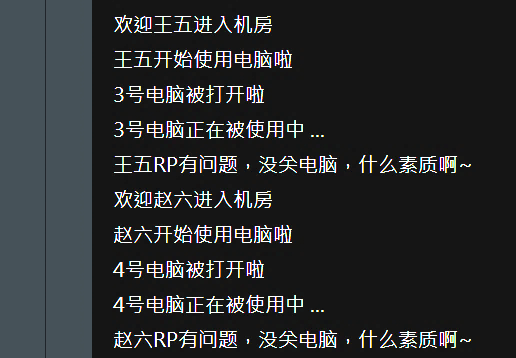 欢迎王五进入机房
王五开始使用电脑啦
3号电脑被打开啦
3号电脑正在被使用中 ...
王五RP有问题，没关电脑，什么素质啊~
欢迎赵六进入机房
赵六开始使用电脑啦
4号电脑被打开啦
4号电脑正在被使用中 ...
赵六RP有问题，没关电脑，什么素质啊~